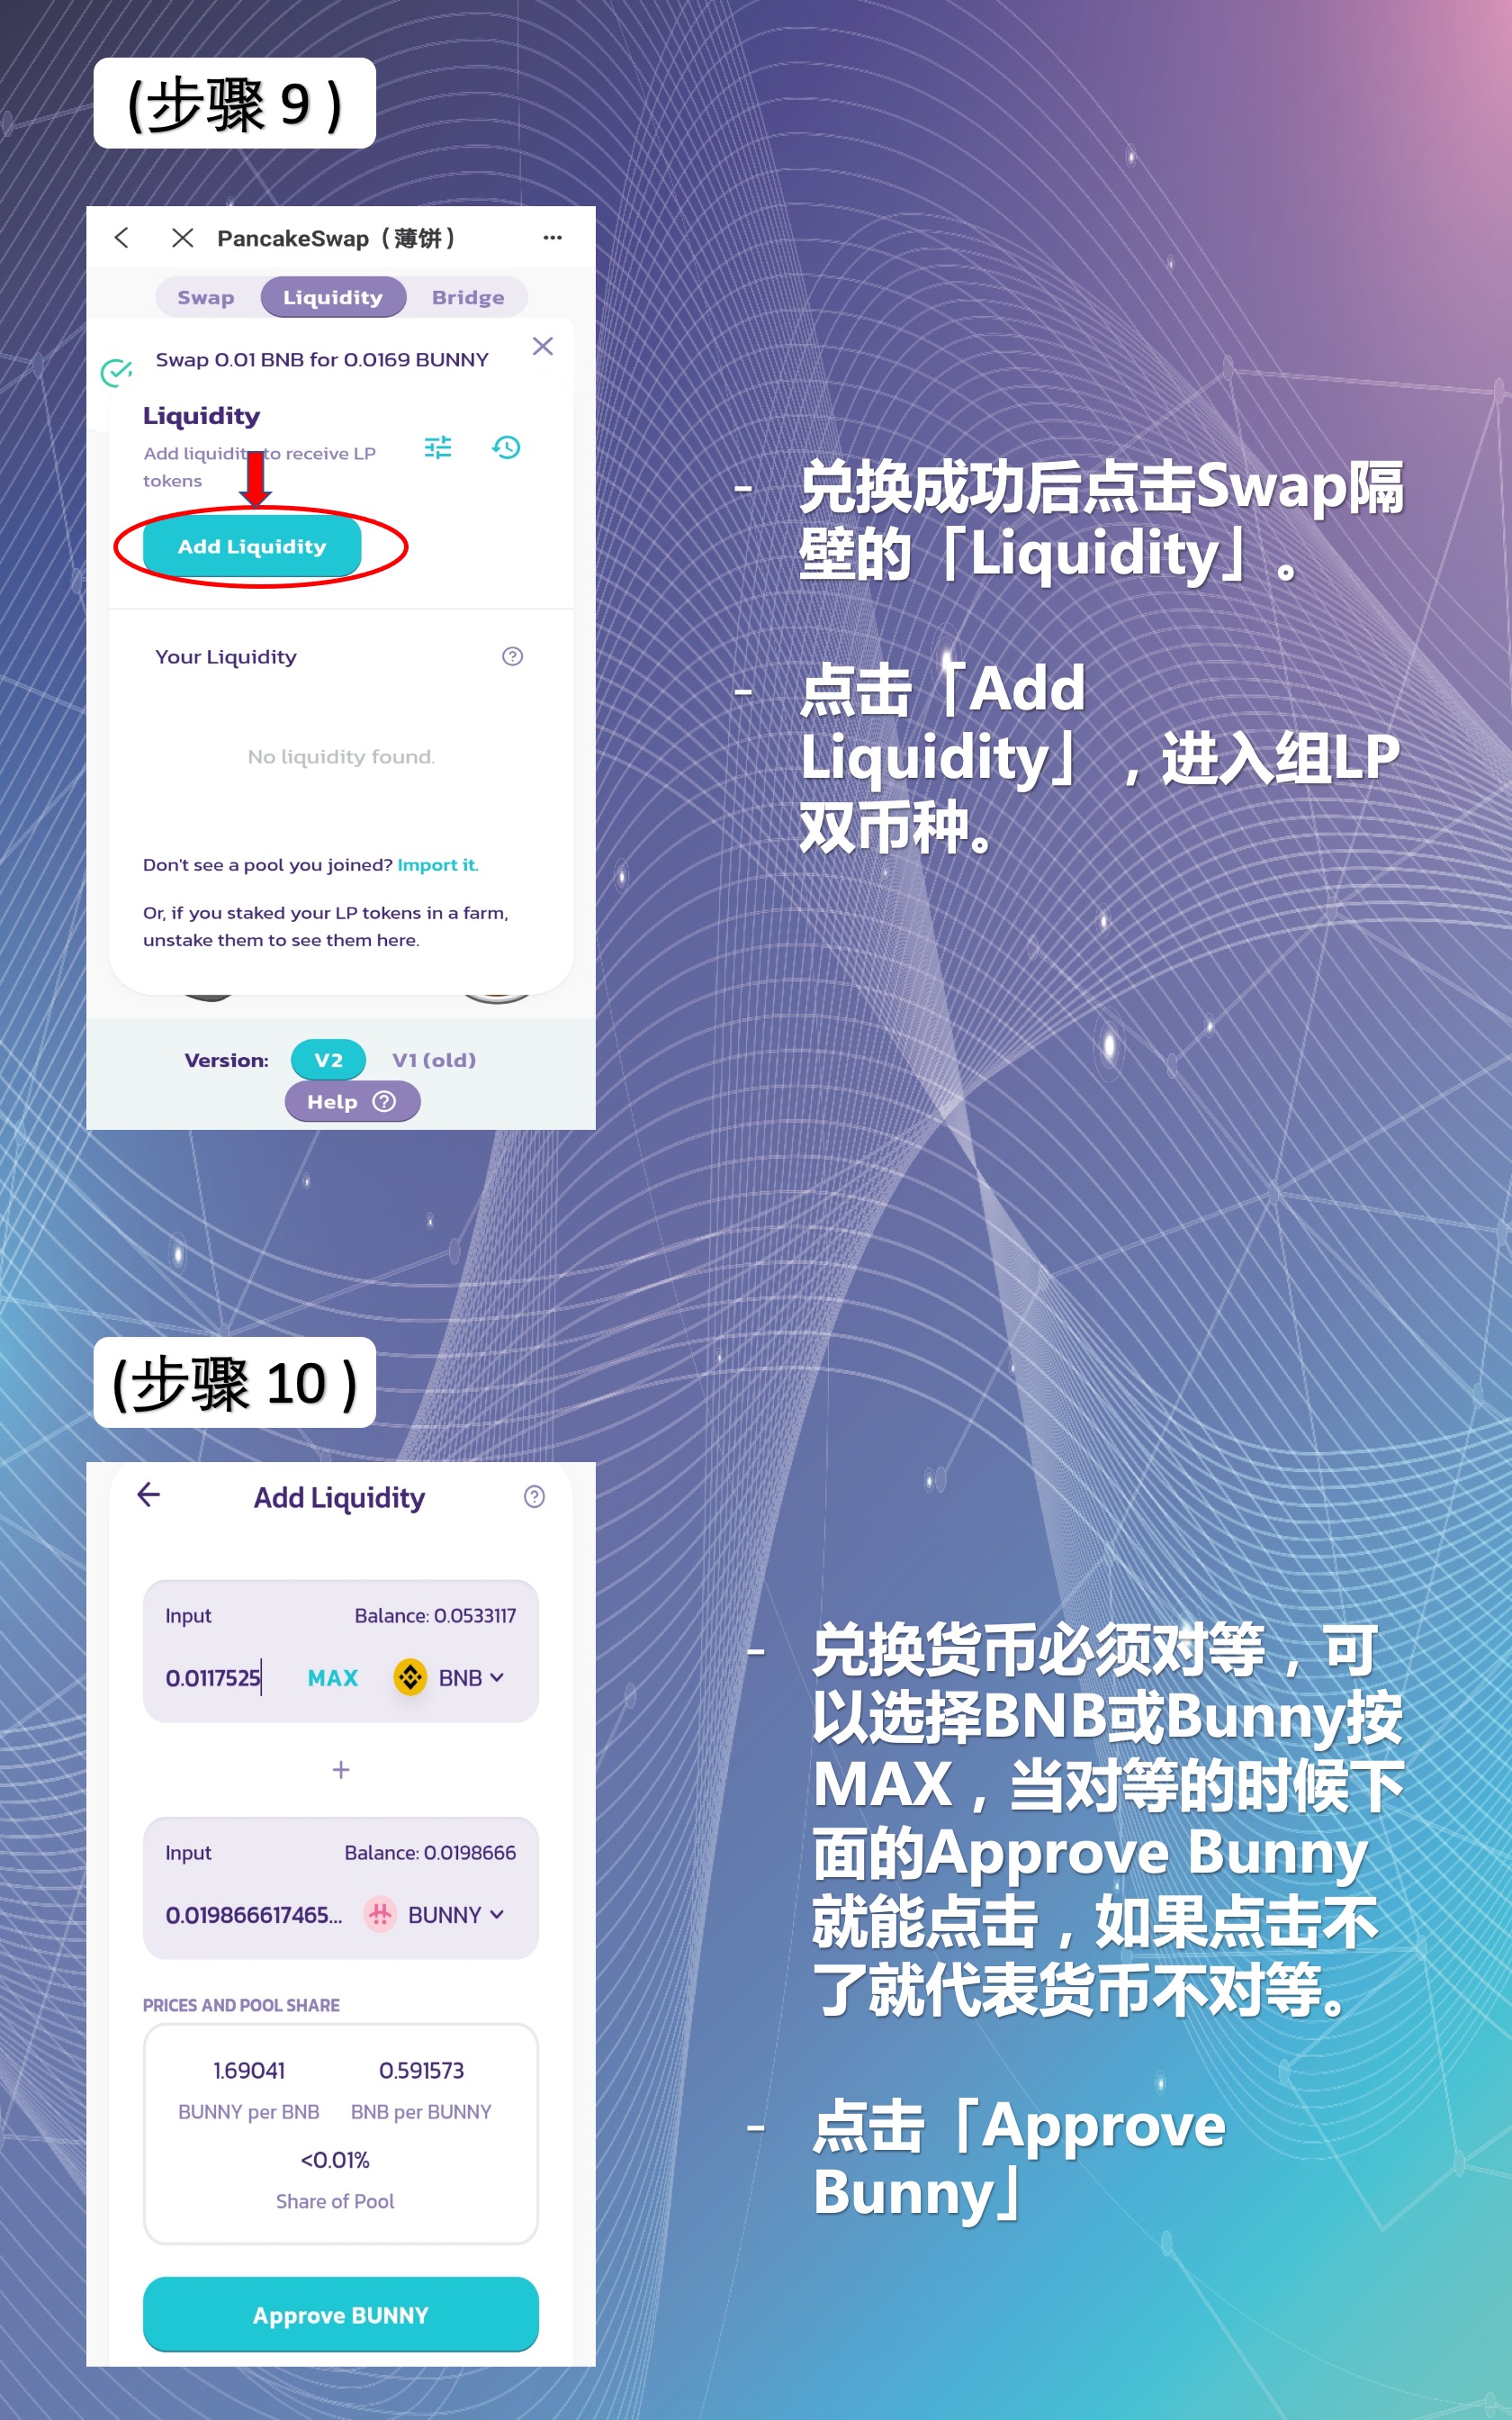 (步骤 9 )
PancakeSwap（薄饼）
Swap Liquidity Bridge
Swap 0.01 BNB for 0.0169 BUNNY
Liquidity
Add liquidity to receive LP
tokens
Add Liquidity
Your Liquidity
No liquidity found.
Don't see a pool you joined? Import it.
Or, if you staked your LP tokens in a farm,
unstake them to see them here.
Version: V2 V1 (old)
Help
- 兑换成功后点击Swap隔
壁的「Liquidity」。
- 点击「Add
Liquidity」，进入组LP
双币种。
(步骤 10 )
Add Liquidity
Input Balance: 0.0533117
0.0117525 MAX BNB
+
Input Balance: 0.0198666
0.019866617465... BUNNY
PRICES AND POOL SHARE
1.69041 0.591573
BUNNY per BNB BNB per BUNNY
<0.01%
Share of Pool
Approve BUNNY
- 兑换货币必须对等，可
以选择BNB或Bunny按
MAX，当对等的时候下
面的Approve Bunny
就能点击，如果点击不
了就代表货币不对等。
- 点击「Approve
Bunny」